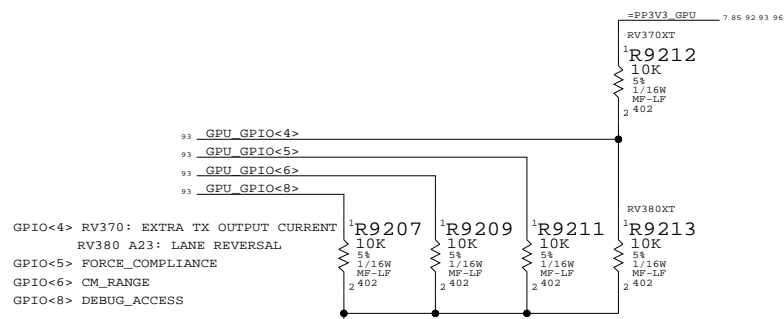 =PP3V3_GPU 7 85 92 93 96
RV370XT
1 R9212
10K
5%
1/16W
MF-LF
2 402
93 GPU_GPIO<4>
93 GPU_GPIO<5>
93 GPU_GPIO<6>
93 GPU_GPIO<8>
RV380XT
GPIO<4> RV370: EXTRA TX OUTPUT CURRENT
RV380 A23: LANE REVERSAL
GPIO<5> FORCE_COMPLIANCE
GPIO<6> CM_RANGE
GPIO<8> DEBUG_ACCESS
1 R9207
10K
5%
1/16W
MF-LF
2 402
1 R9209
10K
5%
1/16W
MF-LF
2 402
1 R9211
10K
5%
1/16W
MF-LF
2 402
1 R9213
10K
5%
1/16W
MF-LF
2 402